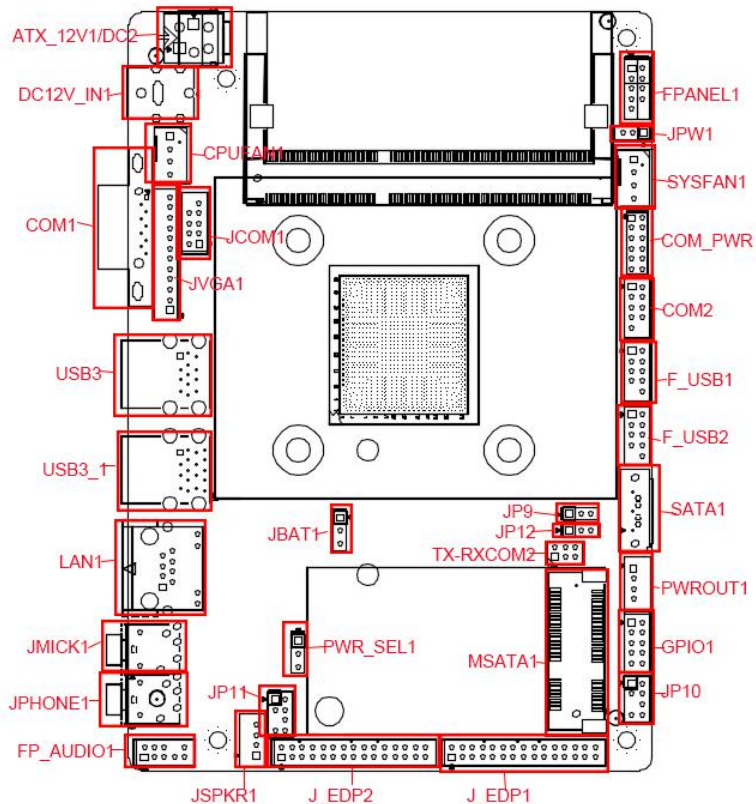 ATX_12V1/DC2
DC12V_IN1
FPANEL1
JPW1
CPUFAN1
SYSFAN1
COM1
JCOM1
COM_PWR
JVGA1
COM2
USB3
F_USB1
USB3_1
F_USB2
SATA1
JP9
JBAT1
JP12
TX-RXCOM2
LAN1
PWROUT1
JMICK1
PWR_SEL1
MSATA1
GPIO1
JP11
JP10
JPHONE1
FP_AUDIO1
JSPKR1
J_EDP2
J_EDP1